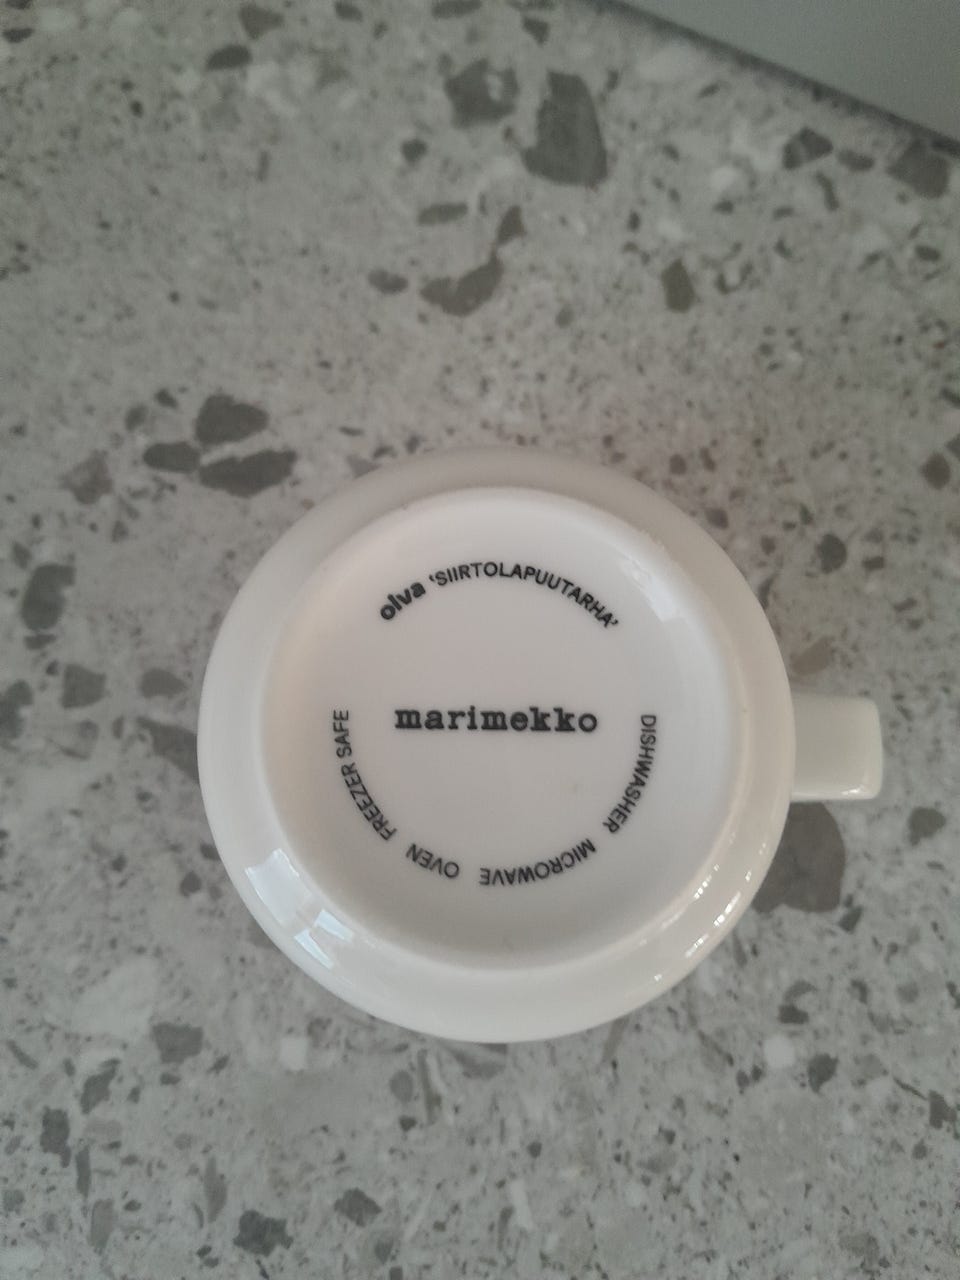 oiva 'SIIRTOLAPUUTARHA'
marimekko
DISHWASHER MICROWAVE OVEN FREEZER SAFE